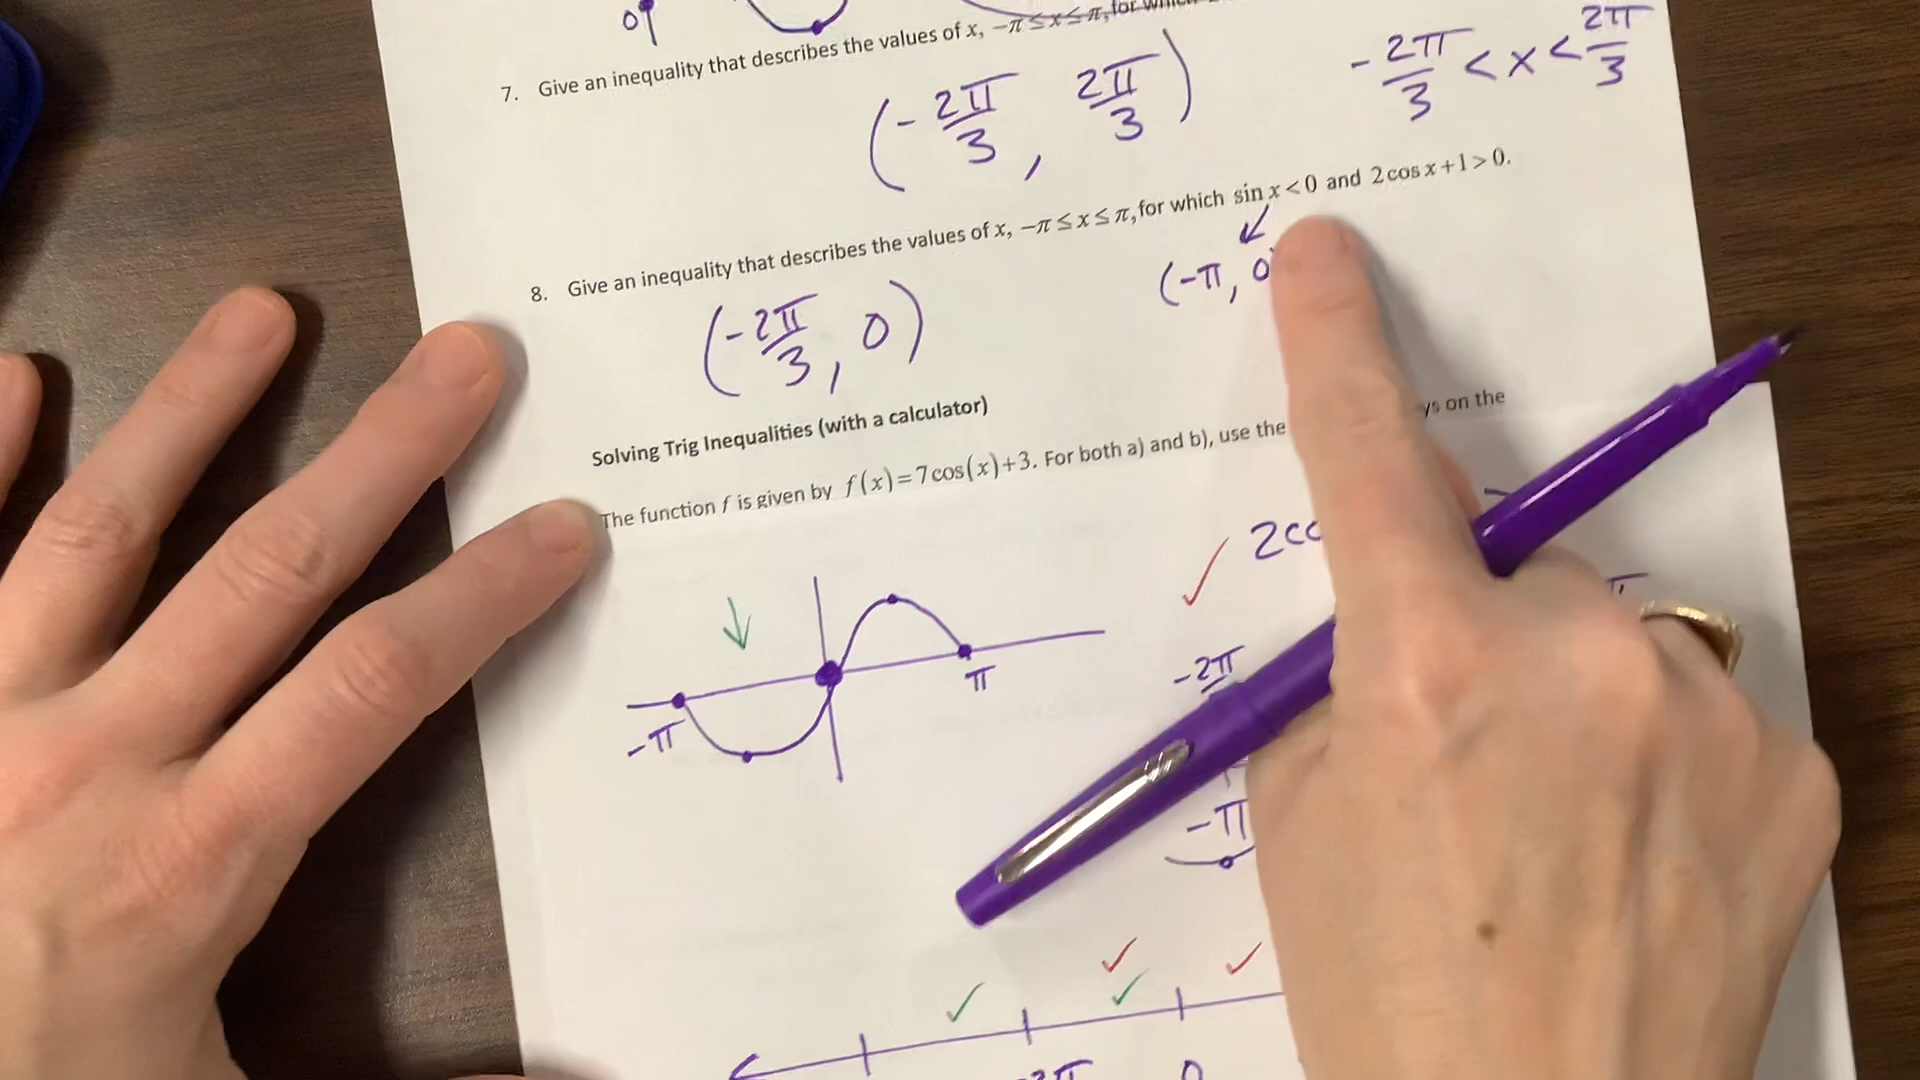 7. Give an inequality that describes the values of x, −π ≤ x ≤ π, for which
(-2π/3, 2π/3)
-2π/3 < x < 2π/3
8. Give an inequality that describes the values of x, −π ≤ x ≤ π, for which sin x < 0 and 2 cos x + 1 > 0.
(-π, 0
(-2π/3, 0)
Solving Trig Inequalities (with a calculator)
The function f is given by f(x) = 7 cos(x) + 3. For both a) and b), use the
on the
✓ 2co
-2π
π
-π
π
-π
✓ ✓
✓ ✓
0